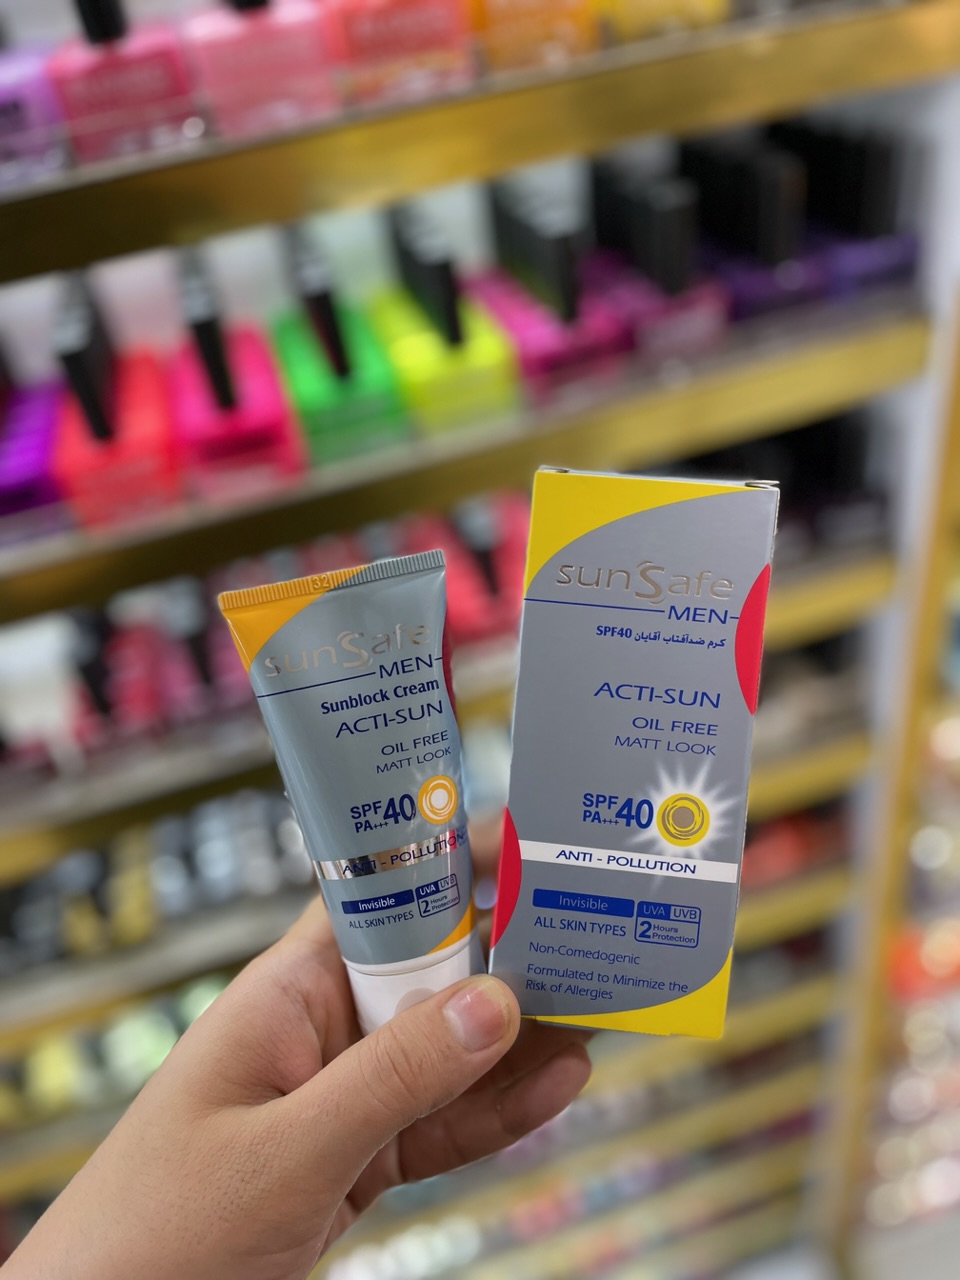 32
sunSafe
MEN
Sunblock Cream
ACTI-SUN
OIL FREE
MATT LOOK
SPF 40
PA+++
ANTI - POLLUTION
Invisible
UVA UVB
ALL SKIN TYPES
2 Hours Protection
sunSafe
MEN
کرم ضدآفتاب آقایان SPF40
ACTI-SUN
OIL FREE
MATT LOOK
SPF 40
PA+++
ANTI - POLLUTION
Invisible
UVA UVB
ALL SKIN TYPES
2 Hours Protection
Non-Comedogenic
Formulated to Minimize the
Risk of Allergies